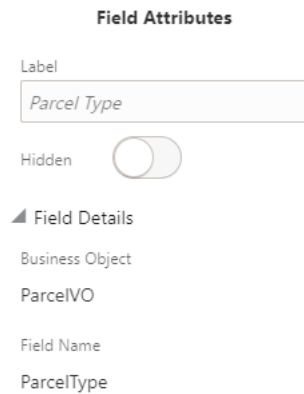 Field Attributes
Label
Parcel Type
Hidden
Field Details
Business Object
ParcelVO
Field Name
ParcelType